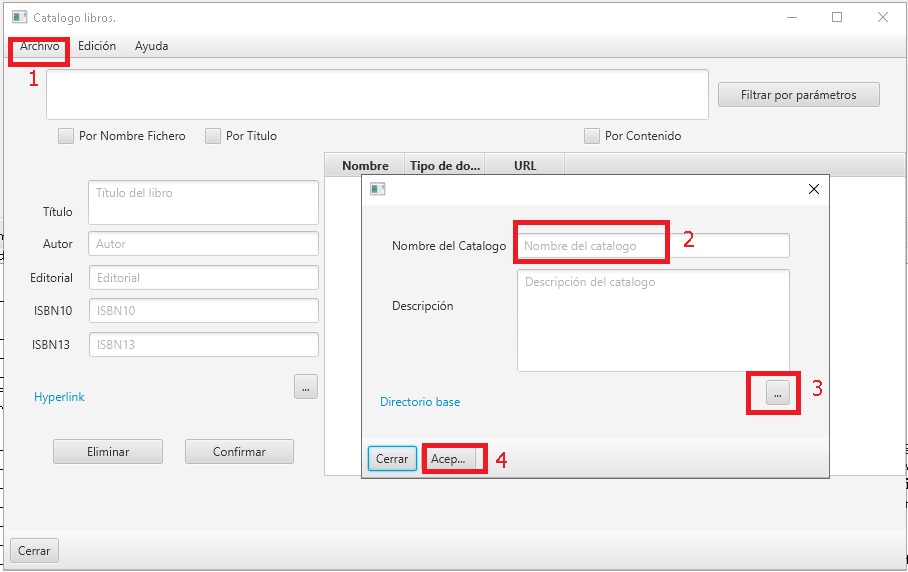 Catalogo libros.
Archivo Edición Ayuda
1
Filtrar por parámetros
Por Nombre Fichero Por Titulo Por Contenido
Nombre Tipo de do... URL
Título Título del libro
Autor Autor
Editorial Editorial
ISBN10 ISBN10
ISBN13 ISBN13
Hyperlink ...
Eliminar Confirmar
Nombre del Catalogo Nombre del catalogo 2
Descripción Descripción del catalogo
Directorio base ... 3
Cerrar Acep... 4
Cerrar